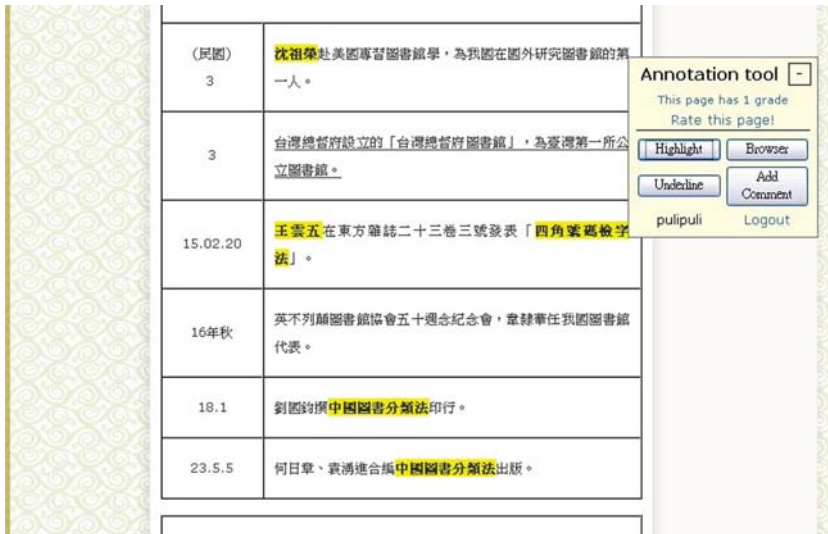 (民國)
3
沈祖榮赴美國專習圖書館學，為我國在國外研究圖書館的第
一人。
3
台灣總督府設立的「台灣總督府圖書館」，為臺灣第一所公
立圖書館。
15.02.20
王雲五在東方雜誌二十三卷三號發表「四角號碼檢字
法」。
16年秋
英不列顛圖書館協會五十週念紀念會，韋隸華任我國圖書館
代表。
18.1
劉國鈞撰中國圖書分類法印行。
23.5.5
何日章、袁湧進合編中國圖書分類法出版。
Annotation tool -
This page has 1 grade
Rate this page!
Highlight Browser
Underline Add Comment
pulipuli Logout